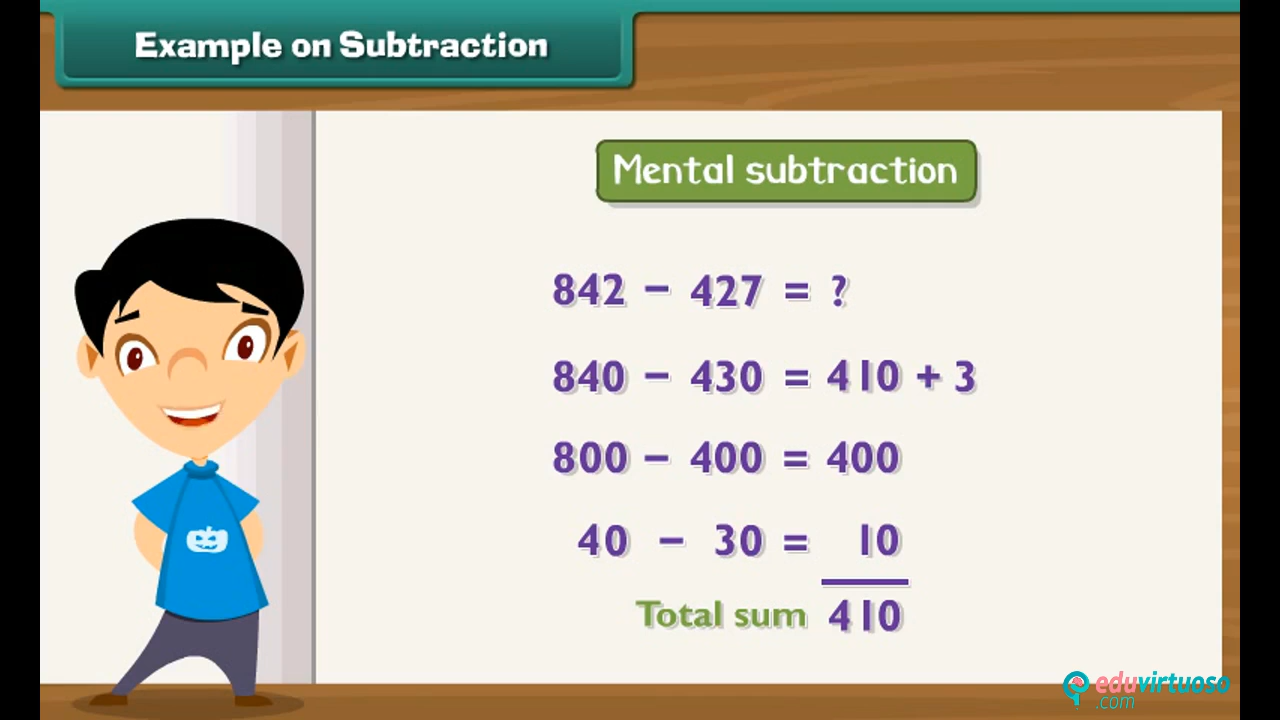 Example on Subtraction
Mental subtraction
842 – 427 = ?
840 – 430 = 410 + 3
800 – 400 = 400
40 – 30 = 10
Total sum 410
eduvirtuoso
.com